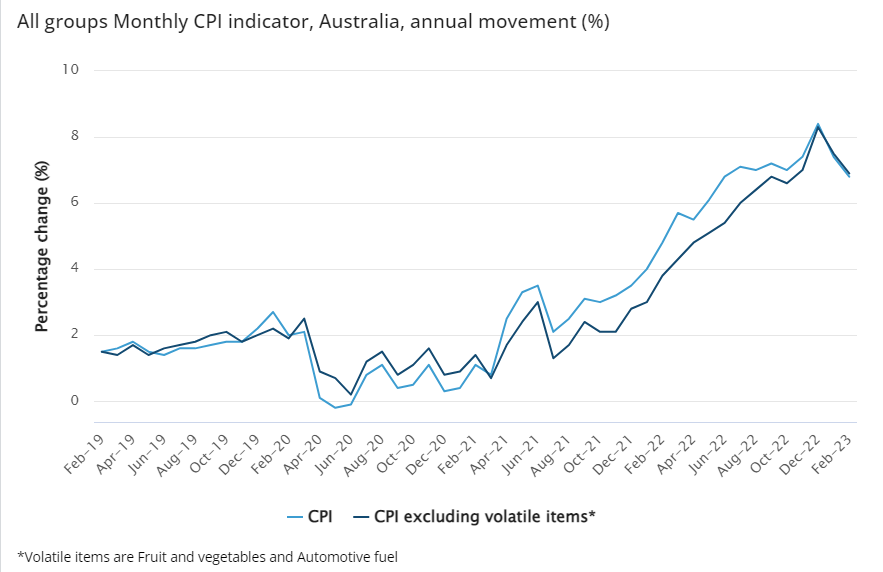 All groups Monthly CPI indicator, Australia, annual movement (%)
Percentage change (%)
10
8
6
4
2
0
Feb-19
Apr-19
Jun-19
Aug-19
Oct-19
Dec-19
Feb-20
Apr-20
Jun-20
Aug-20
Oct-20
Dec-20
Feb-21
Apr-21
Jun-21
Aug-21
Oct-21
Dec-21
Feb-22
Apr-22
Jun-22
Aug-22
Oct-22
Dec-22
Feb-23
CPI CPI excluding volatile items*
*Volatile items are Fruit and vegetables and Automotive fuel